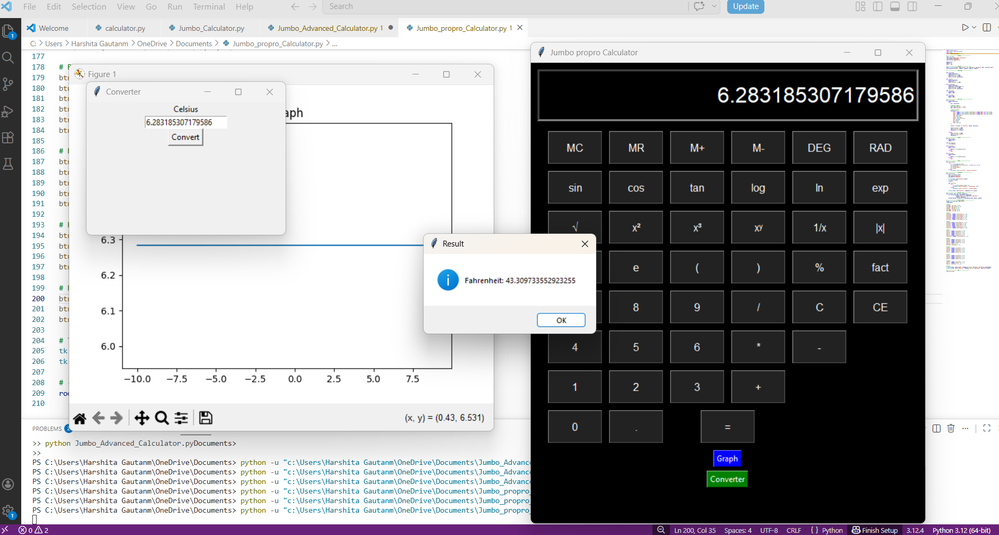 File Edit Selection View Go Run Terminal Help Search Update
Welcome calculator.py Jumbo_Calculator.py Jumbo_Advanced_Calculator.py 1 Jumbo_propro_Calculator.py 1
C: > Users > Harshita Gautanm > OneDrive > Documents > Jumbo_propro_Calculator.py > ...
177
178 #
179 bt
180 bt
181 bt
182 bt
183 bt
184 bt
185
186 #
187 bt
188 bt
189 bt
190 bt
191 bt
192
193 #
194 bt
195 bt
196 bt
197 bt
198
199 #
200 bt
201 bt
202 bt
203
204 #
205 tk
206 tk
207
208 #
209 ro
210
Figure 1
aph
6.3
6.2
6.1
6.0
−10.0 −7.5 −5.0 −2.5 0.0 2.5 5.0 7.5
(x, y) = (0.43, 6.531)
Converter
Celsius
6.283185307179586
Convert
Result
Fahrenheit: 43.309733552923255
OK
Jumbo propro Calculator
6.283185307179586
MC MR M+ M- DEG RAD
sin cos tan log ln exp
√ x² x³ xʸ 1/x |x|
e ( ) % fact
8 9 / C CE
4 5 6 * -
1 2 3 +
0 . =
Graph
Converter
PROBLEMS 2
>> python Jumbo_Advanced_Calculator.pyDocuments>
>>
PS C:\Users\Harshita Gautanm\OneDrive\Documents> python -u "c:\Users\Harshita Gautanm\OneDrive\Documents\Jumbo_Advance
PS C:\Users\Harshita Gautanm\OneDrive\Documents> python -u "c:\Users\Harshita Gautanm\OneDrive\Documents\Jumbo_Advance
PS C:\Users\Harshita Gautanm\OneDrive\Documents> python -u "c:\Users\Harshita Gautanm\OneDrive\Documents\Jumbo_Advance
PS C:\Users\Harshita Gautanm\OneDrive\Documents> python -u "c:\Users\Harshita Gautanm\OneDrive\Documents\Jumbo_propro_
PS C:\Users\Harshita Gautanm\OneDrive\Documents> python -u "c:\Users\Harshita Gautanm\OneDrive\Documents\Jumbo_propro_
PS C:\Users\Harshita Gautanm\OneDrive\Documents> python -u "c:\Users\Harshita Gautanm\OneDrive\Documents\Jumbo_propro_
0 2 Ln 200, Col 35 Spaces: 4 UTF-8 CRLF { } Python Finish Setup 3.12.4 Python 3.12 (64-bit)